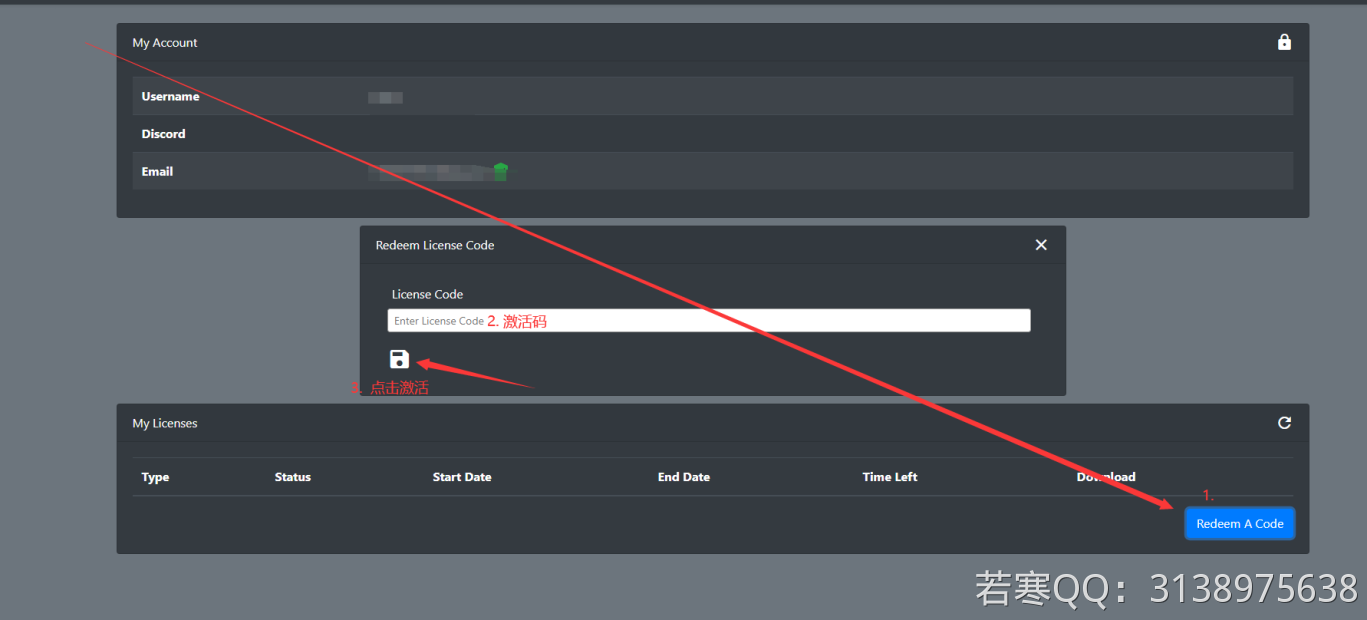 My Account
Username
Discord
Email
Redeem License Code
License Code
Enter License Code 2. 激活码
3. 点击激活
My Licenses
Type Status Start Date End Date Time Left Download
1.
Redeem A Code
若寒QQ：3138975638